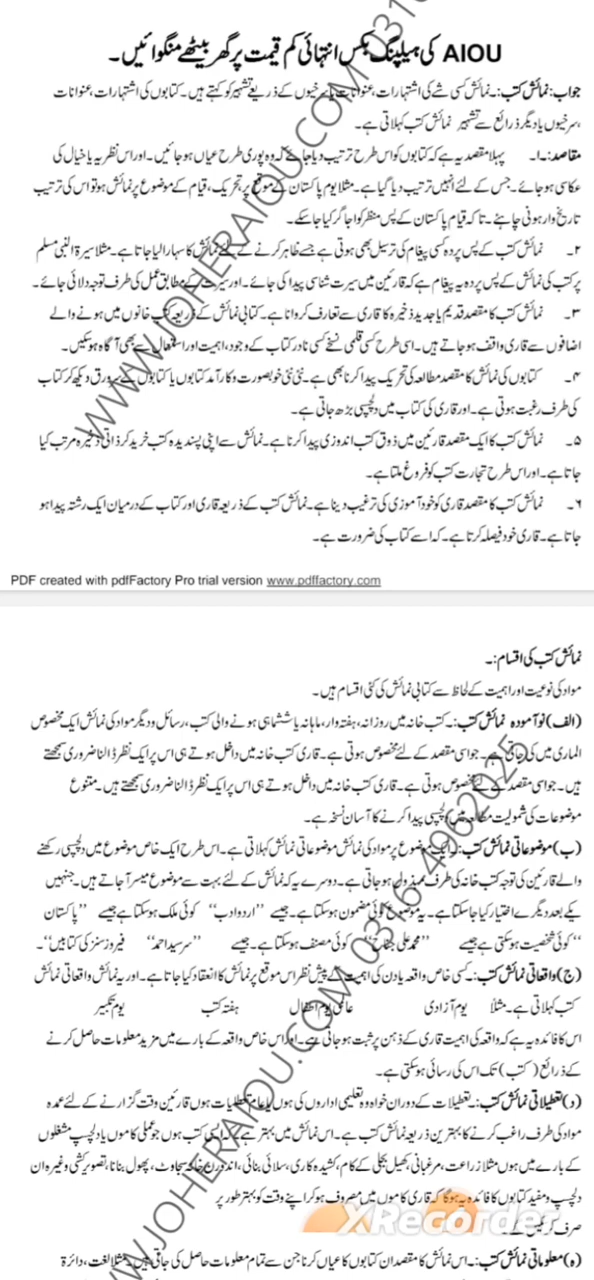 AIOU کی ہیلپنگ بکس انتہائی کم قیمت پر گھر بیٹھے منگوائیں۔
جواب: نمائش کتب:۔ نمائش کسی شے کی اشتہارات، عنوانات یا سرخیوں کے ذریعے تشہیر کو کہتے ہیں۔ کتابوں کی اشتہارات، عنوانات
،سرخیوں یا دیگر ذرائع سے تشہیر نمائش کتب کہلاتی ہے۔
مقاصد:۔ ۱۔ پہلا مقصد یہ ہے کہ کتابوں کو اس طرح ترتیب دیا جائے کہ وہ پوری طرح عیاں ہو جائیں۔ اور اس نظریہ یا خیال کی
عکاسی ہو جائے۔ جس کے لئے انہیں ترتیب دیا گیا ہے۔ مثلا یوم پاکستان کے موقع پر تحریک، قیام کے موضوع پر نمائش ہو تو اس کی ترتیب
تاریخ وار ہونی چاہئے۔ تاکہ قیام پاکستان کے پس منظر کو اجاگر کیا جا سکے۔
۲۔ نمائش کتب کے پس پردہ کسی پیغام کی ترسیل بھی ہوتی ہے جسے ظاہر کرنے کے لئے نمائش کا سہارا لیا جاتا ہے۔ مثلا سیرۃ النبی مسلم
پر کتب کی نمائش کے پس پردہ یہ پیغام ہے کہ قارئین میں سیرت شناسی پیدا کی جائے۔ اور سیرت کے مطابق عمل کی طرف توجہ دلائی جائے۔
۳۔ نمائش کتب کا مقصد قدیم یا جدید ذخیرہ کا قاری سے تعارف کروانا ہے۔ کتابی نمائش کے ذریعہ کتب خانوں میں ہونے والے
اضافوں سے قاری واقف ہو جاتے ہیں۔ اسی طرح کسی قلمی نسخے کسی نادر کتاب کے وجود، اہمیت اور استعمال سے بھی آگاہ ہو سکیں۔
۴۔ کتابوں کی نمائش کا مقصد مطالعہ کی تحریک پیدا کرنا بھی ہے۔ نئی نئی خوبصورت و کار آمد کتابوں یا کتابوں کے سرورق دیکھ کر کتاب
کی طرف رغبت ہوتی ہے۔ اور قاری کی کتاب میں دلچسپی بڑھ جاتی ہے۔
۵۔ نمائش کتب کا ایک مقصد قارئین میں ذوق کتب اندوزی پیدا کرنا ہے۔ نمائش سے اپنی پسندیدہ کتب خرید کر ذاتی ذخیرہ مرتب کیا
جاتا ہے۔ اور اس طرح تجارت کتب کو فروغ ملتا ہے۔
۶۔ نمائش کتب کا مقصد قاری کو خود آموزی کی ترغیب دینا ہے۔ نمائش کتب کے ذریعہ قاری اور کتاب کے درمیان ایک رشتہ پیدا ہو
جاتا ہے۔ قاری خود فیصلہ کرتا ہے۔ کہ اسے کتاب کی ضرورت ہے۔
PDF created with pdfFactory Pro trial version www.pdffactory.com
نمائش کتب کی اقسام:۔
مواد کی نوعیت اور اہمیت کے لحاظ سے کتابی نمائش کی کئی اقسام ہیں۔
(الف) نو آمودہ نمائش کتب:۔ کتب خانہ میں روزانہ، ہفتہ وار، ماہانہ یا ششماہی ہونے والی کتب، رسائل و دیگر مواد کی نمائش ایک مخصوص
الماری میں کی جاتی ہے۔ جو اسی مقصد کے لئے مخصوص ہوتی ہے۔ قاری کتب خانہ میں داخل ہوتے ہی اس پر ایک نظر ڈالنا ضروری سمجھتے
ہیں۔ جو اسی مقصد کے لئے مخصوص ہوتی ہے۔ قاری کتب خانہ میں داخل ہوتے ہی اس پر ایک نظر ڈالنا ضروری سمجھتے ہیں۔ متنوع
موضوعات کی شمولیت مطالعہ میں دلچسپی پیدا کرنے کا آسان نسخہ ہے۔
(ب) موضوعاتی نمائش کتب:۔ ایک موضوع پر مواد کی نمائش موضوعاتی نمائش کہلاتی ہے۔ اس طرح ایک خاص موضوع میں دلچسپی رکھنے
والے قارئین کی توجہ کتب خانہ کی طرف مبذول ہو جاتی ہے۔ دوسرے یہ کہ نمائش کے لئے بہت سے موضوع میسر آ جاتے ہیں۔ جنہیں
یکے بعد دیگرے اختیار کیا جا سکتا ہے۔ یہ موضوع کوئی مضمون ہو سکتا ہے۔ جیسے "اردو ادب" کوئی ملک ہو سکتا ہے جیسے "پاکستان
"کوئی شخصیت ہو سکتی ہے جیسے "محمد علی جناح" کوئی مصنف ہو سکتا ہے۔ جیسے "سرسید احمد" فیروز سنز کی کتابیں"۔
(ج) واقعاتی نمائش کتب:۔ کسی خاص واقعہ یا دن کی اہمیت کے پیش نظر اس موقع پر نمائش کا انعقاد کیا جاتا ہے۔ اور یہ نمائش واقعاتی نمائش
کتب کہلاتی ہے۔ مثلاً یوم آزادی عالمی یوم اطفال ہفتہ کتب یوم تکبیر
اس کا فائدہ یہ ہے کہ واقعہ کی اہمیت قاری کے ذہن پر ثبت ہو جاتی ہے۔ اور اس خاص واقعہ کے بارے میں مزید معلومات حاصل کرنے
کے ذرائع (کتب) تک اس کی رسائی ہو سکتی ہے۔
(د) تعطیلاتی نمائش کتب:۔ تعطیلات کے دوران خواہ وہ تعلیمی اداروں کی ہوں یا عام تعطیلات ہوں قارئین وقت گزارنے کے لئے عمدہ
مواد کی طرف راغب کرنے کا بہترین ذریعہ نمائش کتب ہے۔ اس نمائش میں بہتر ہے کہ ایسی کتب ہوں جو عملی کاموں یا دلچسپ مشغلوں
کے بارے میں ہوں مثلا زراعت، مرغبانی، کھیل بجلی کے کام، کشیدہ کاری، سلائی بنائی، اندرون خانہ سجاوٹ، پھول بنانا، تصویر کشی وغیرہ ان
دلچسپ و مفید کتابوں کا فائدہ یہ ہوگا کہ قاری کاموں میں مصروف ہو کر اپنے وقت کو بہتر طور پر
صرف کر سکیں گے۔
(ہ) معلوماتی نمائش کتب:۔ اس نمائش کا مقصد ان کتابوں کا عیاں کرنا جن سے تمام معلومات حاصل کی جاتی ہیں۔ مثلا لغت، دائرۃ
WWW.JOHERAIOU.COM 0316 4962025
XRecorder